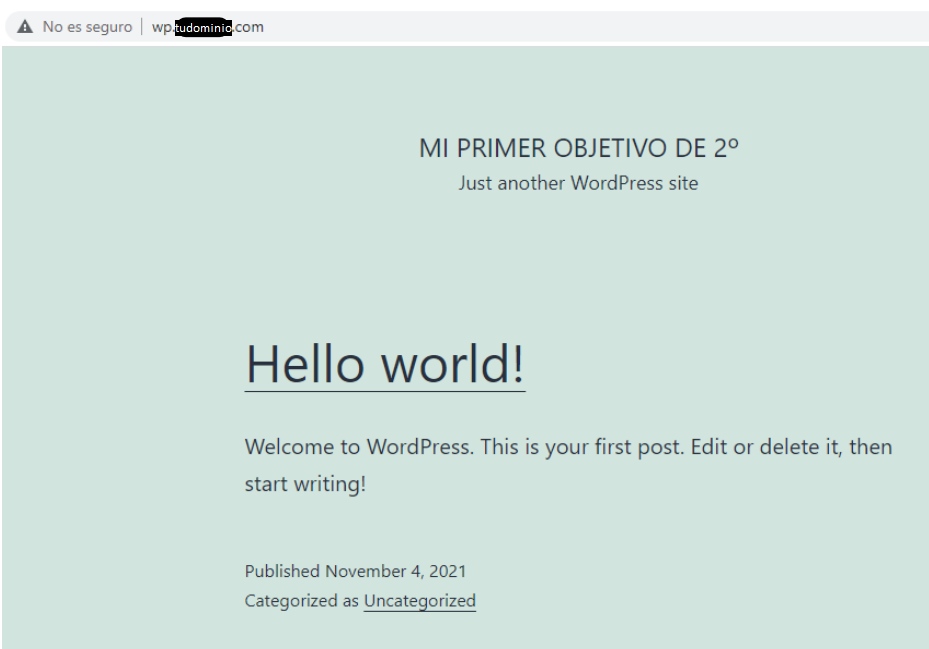 No es seguro | wp.tudominio.com
MI PRIMER OBJETIVO DE 2º
Just another WordPress site
Hello world!
Welcome to WordPress. This is your first post. Edit or delete it, then
start writing!
Published November 4, 2021
Categorized as Uncategorized